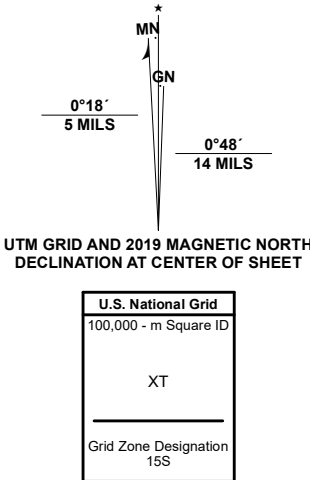 ★
MN
GN
0°18´
5 MILS
0°48´
14 MILS
UTM GRID AND 2019 MAGNETIC NORTH
DECLINATION AT CENTER OF SHEET
U.S. National Grid
100,000 - m Square ID
XT
Grid Zone Designation
15S